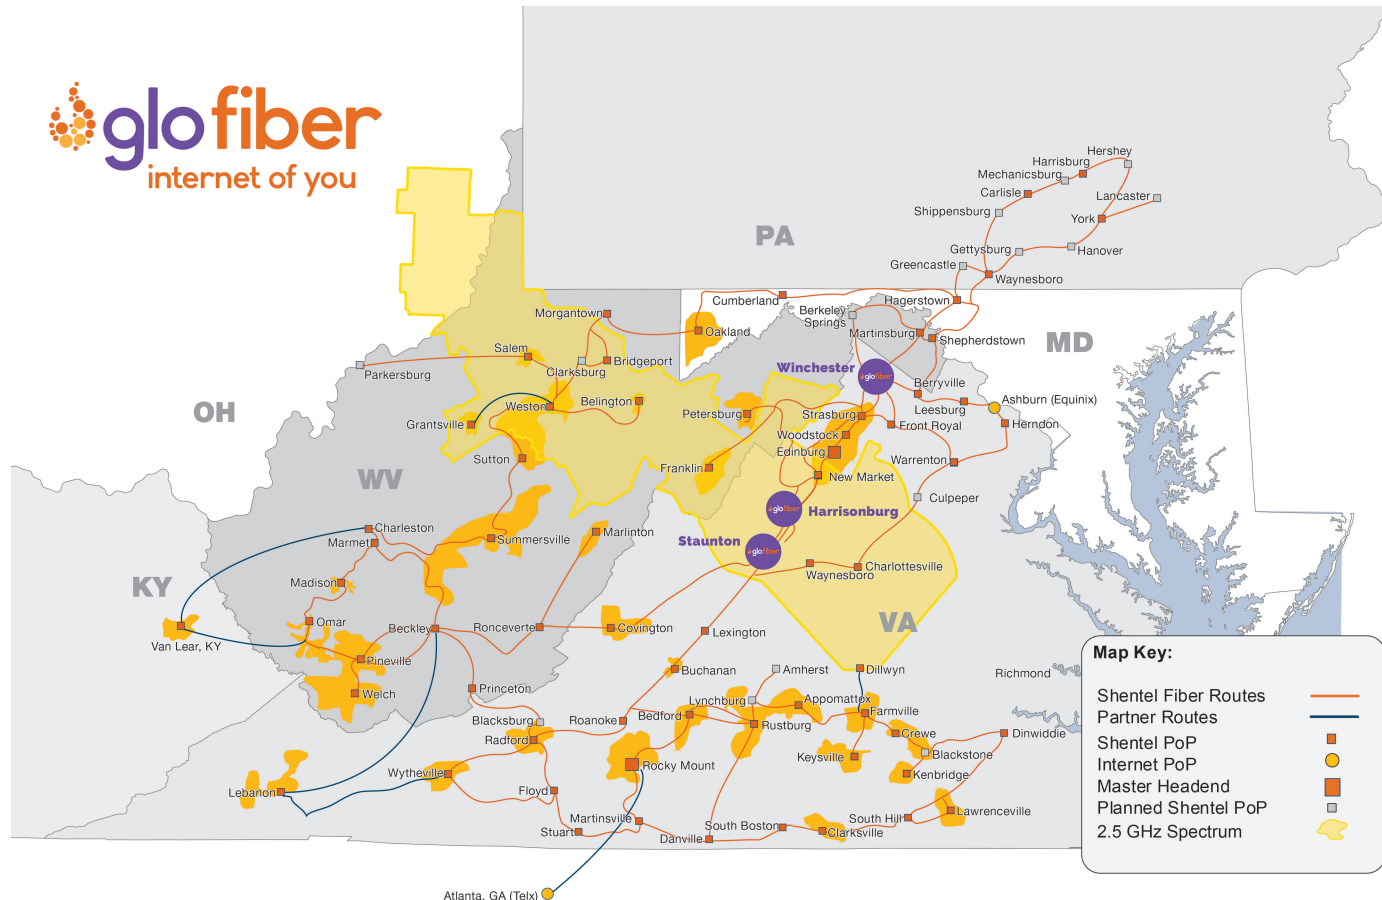 glofiber
internet of you
Hershey
Harrisburg
Mechanicsburg
Carlisle
Lancaster
Shippensburg
York
PA
Gettysburg
Hanover
Greencastle
Waynesboro
Cumberland
Hagerstown
Berkeley
Springs
Morgantown
Oakland
Martinsburg
Shepherdstown
MD
Salem
Bridgeport
Clarksburg
Parkersburg
Winchester
glofiber
Berryville
Leesburg
Ashburn (Equinix)
Herndon
OH
Weston
Belington
Grantsville
Petersburg
Strasburg
Front Royal
Woodstock
Edinburg
Sutton
Franklin
Warrenton
New Market
WV
Culpeper
glofiber
Harrisonburg
Charleston
Marmet
Summersville
Marlinton
Staunton
glofiber
Waynesboro
Charlottesville
KY
Madison
Omar
Beckley
Ronceverte
Covington
Lexington
VA
Van Lear, KY
Pineville
Welch
Princeton
Buchanan
Amherst
Dillwyn
Richmond
Lynchburg
Appomattox
Blacksburg
Roanoke
Bedford
Rustburg
Farmville
Radford
Crewe
Dinwiddie
Blackstone
Keysville
Kenbridge
Wytheville
Rocky Mount
Lebanon
Floyd
Martinsville
Stuart
Danville
South Boston
Clarksville
South Hill
Lawrenceville
Atlanta, GA (Telx)
Map Key:
Shentel Fiber Routes
Partner Routes
Shentel PoP
Internet PoP
Master Headend
Planned Shentel PoP
2.5 GHz Spectrum